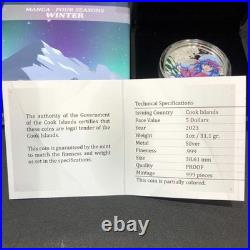 MANGA - FOUR SEASONS
WINTER
The authority of the Government
of the Cook Islands certifies that
these coins are legal tender of the
Cook Islands.
This coin is guaranteed by the mint
to match the weight, fineness and
as set in the specifications.
Technical Specifications
Issuing Country Cook Islands
Face Value 5 Dollars
Year 2023
Weight 1oz / 31.1 gr.
Metal Silver
Fineness .999
Size 38.61 mm
Quality PROOF
Mintage 999 pieces
This coin is partially colored.